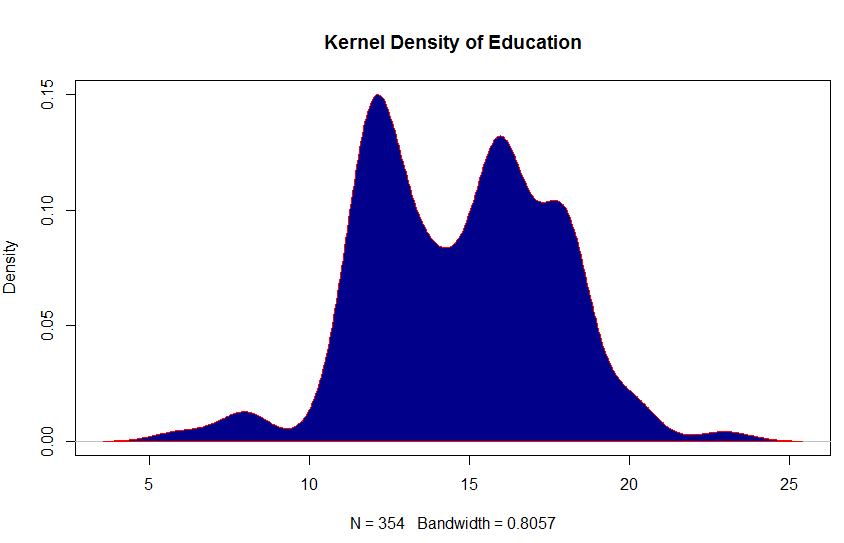 Kernel Density of Education
Density
0.15
0.10
0.05
0.00
5 10 15 20 25
N = 354 Bandwidth = 0.8057